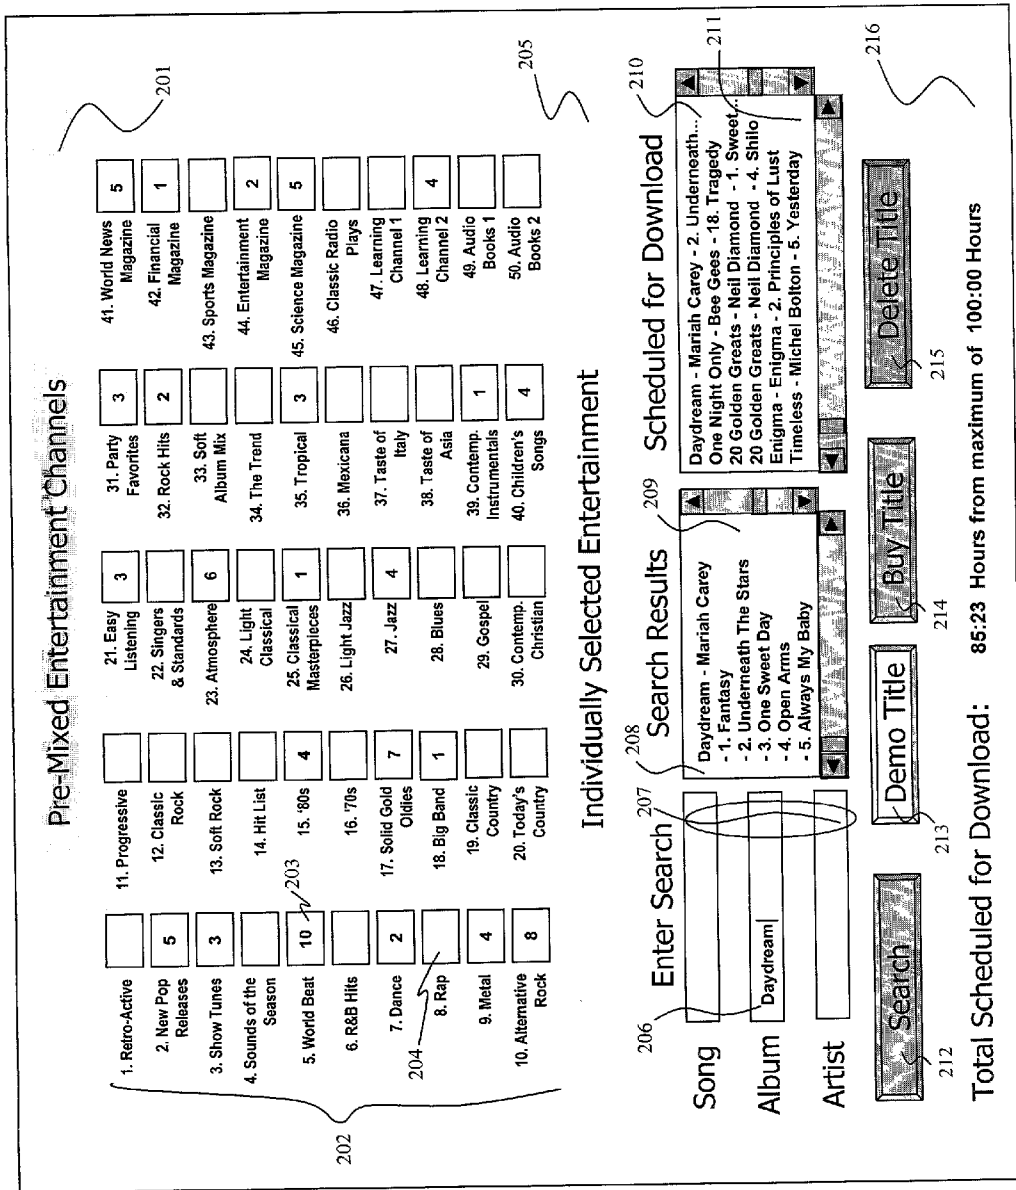 Pre-Mixed Entertainment Channels
201
202
1. Retro-Active
2. New Pop
Releases
5
3. Show Tunes
3
4. Sounds of the
Season
5. World Beat
10
203
6. R&B Hits
7. Dance
2
8. Rap
204
9. Metal
4
10. Alternative
Rock
8
11. Progressive
12. Classic
Rock
13. Soft Rock
14. Hit List
15. '80s
4
16. '70s
17. Solid Gold
Oldies
7
18. Big Band
1
19. Classic
Country
20. Today's
Country
21. Easy
Listening
3
22. Singers
& Standards
23. Atmosphere
6
24. Light
Classical
25. Classical
Masterpieces
1
26. Light Jazz
27. Jazz
4
28. Blues
29. Gospel
30. Contemp.
Christian
31. Party
Favorites
3
32. Rock Hits
2
33. Soft
Album Mix
34. The Trend
35. Tropical
3
36. Mexicana
37. Taste of
Italy
38. Taste of
Asia
39. Contemp.
Instrumentals
1
40. Children's
Songs
4
41. World News
Magazine
5
42. Financial
Magazine
1
43. Sports Magazine
44. Entertainment
Magazine
2
45. Science Magazine
5
46. Classic Radio
Plays
47. Learning
Channel 1
48. Learning
Channel 2
4
49. Audio
Books 1
50. Audio
Books 2
Individually Selected Entertainment
205
Enter Search
206
207
Song
Album
Daydream
Artist
Search Results
208
209
Daydream - Mariah Carey
- 1. Fantasy
- 2. Underneath The Stars
- 3. One Sweet Day
- 4. Open Arms
- 5. Always My Baby
Scheduled for Download
210
211
Daydream - Mariah Carey - 2. Underneath...
One Night Only - Bee Gees - 18. Tragedy
20 Golden Greats - Neil Diamond - 1. Sweet...
20 Golden Greats - Neil Diamond - 4. Shilo
Enigma - Enigma - 2. Principles of Lust
Timeless - Michel Bolton - 5. Yesterday
Search
212
Demo Title
213
Buy Title
214
Delete Title
215
216
Total Scheduled for Download: 85:23 Hours from maximum of 100:00 Hours